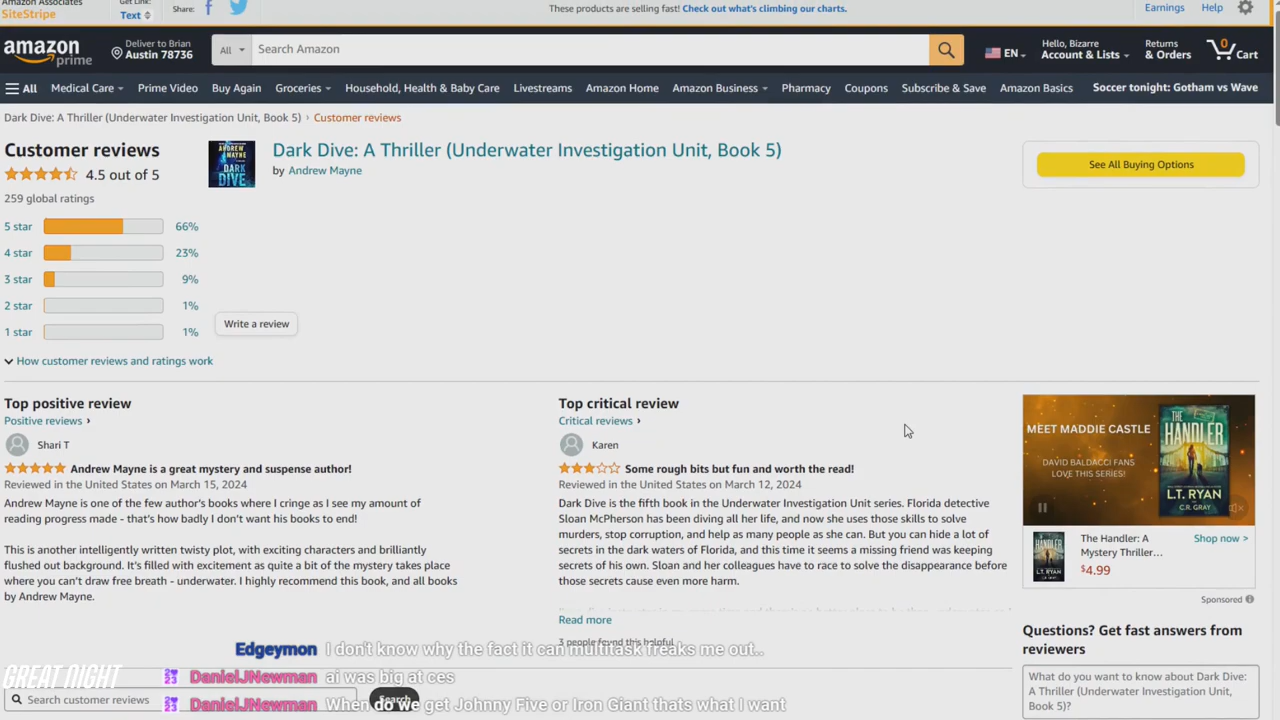 Amazon Associates
SiteStripe
Get Link:
Text
Share:
These products are selling fast! Check out what's climbing our charts.
Earnings
Help
amazon
prime
Deliver to Brian
Austin 78736
All
Search Amazon
EN
Hello, Bizarre
Account & Lists
Returns
& Orders
0
Cart
All
Medical Care
Prime Video
Buy Again
Groceries
Household, Health & Baby Care
Livestreams
Amazon Home
Amazon Business
Pharmacy
Coupons
Subscribe & Save
Amazon Basics
Soccer tonight: Gotham vs Wave
Dark Dive: A Thriller (Underwater Investigation Unit, Book 5) › Customer reviews
Customer reviews
4.5 out of 5
259 global ratings
5 star 66%
4 star 23%
3 star 9%
2 star 1%
1 star 1%
How customer reviews and ratings work
ANDREW
MAYNE
DARK
DIVE
Dark Dive: A Thriller (Underwater Investigation Unit, Book 5)
by Andrew Mayne
Write a review
See All Buying Options
Top positive review
Positive reviews ›
Shari T
Andrew Mayne is a great mystery and suspense author!
Reviewed in the United States on March 15, 2024
Andrew Mayne is one of the few author's books where I cringe as I see my amount of
reading progress made - that's how badly I don't want his books to end!
This is another intelligently written twisty plot, with exciting characters and brilliantly
flushed out background. It's filled with excitement as quite a bit of the mystery takes place
where you can't draw free breath - underwater. I highly recommend this book, and all books
by Andrew Mayne.
Top critical review
Critical reviews ›
Karen
Some rough bits but fun and worth the read!
Reviewed in the United States on March 12, 2024
Dark Dive is the fifth book in the Underwater Investigation Unit series. Florida detective
Sloan McPherson has been diving all her life, and now she uses those skills to solve
murders, stop corruption, and help as many people as she can. But you can hide a lot of
secrets in the dark waters of Florida, and this time it seems a missing friend was keeping
secrets of his own. Sloan and her colleagues have to race to solve the disappearance before
those secrets cause even more harm.
Read more
3 people found this helpful
MEET MADDIE CASTLE
DAVID BALDACCI FANS
LOVE THIS SERIES!
THE
HANDLER
L.T. RYAN
WITH
C.R. GRAY
The Handler: A
Mystery Thriller...
$4.99
Shop now >
Sponsored
Questions? Get fast answers from
reviewers
What do you want to know about Dark Dive:
A Thriller (Underwater Investigation Unit,
Book 5)?
Search customer reviews
Search
GREAT NIGHT
Edgeymon I don't know why the fact it can multitask freaks me out..
DanielJNewman ai was big at ces
DanielJNewman When do we get Johnny Five or Iron Giant thats what I want